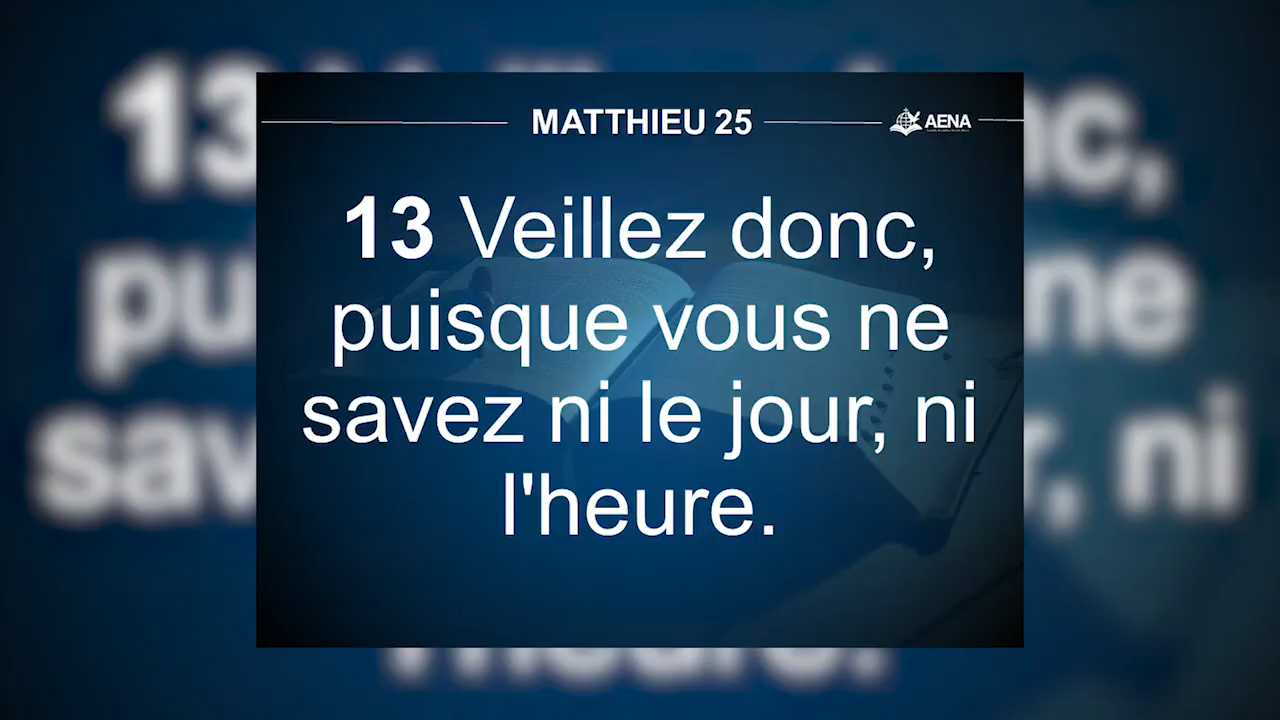 MATTHIEU 25
AENA
13 Veillez donc,
puisque vous ne
savez ni le jour, ni
l'heure.